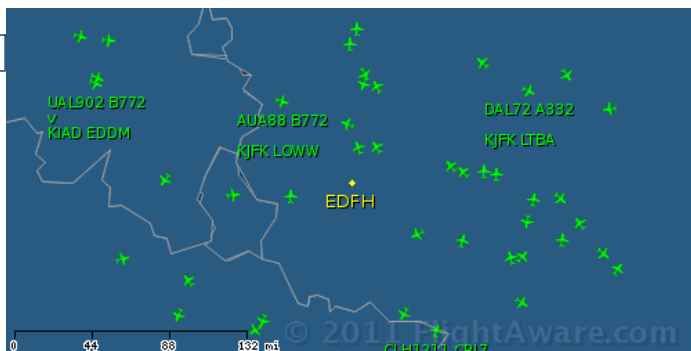 UAL902 B772
v
KIAD EDDM
AUA88 B772
KJFK LOWW
DAL72 A332
KJFK LTBA
EDFH
0 44 88 132 mi
© 2011 FlightAware.com